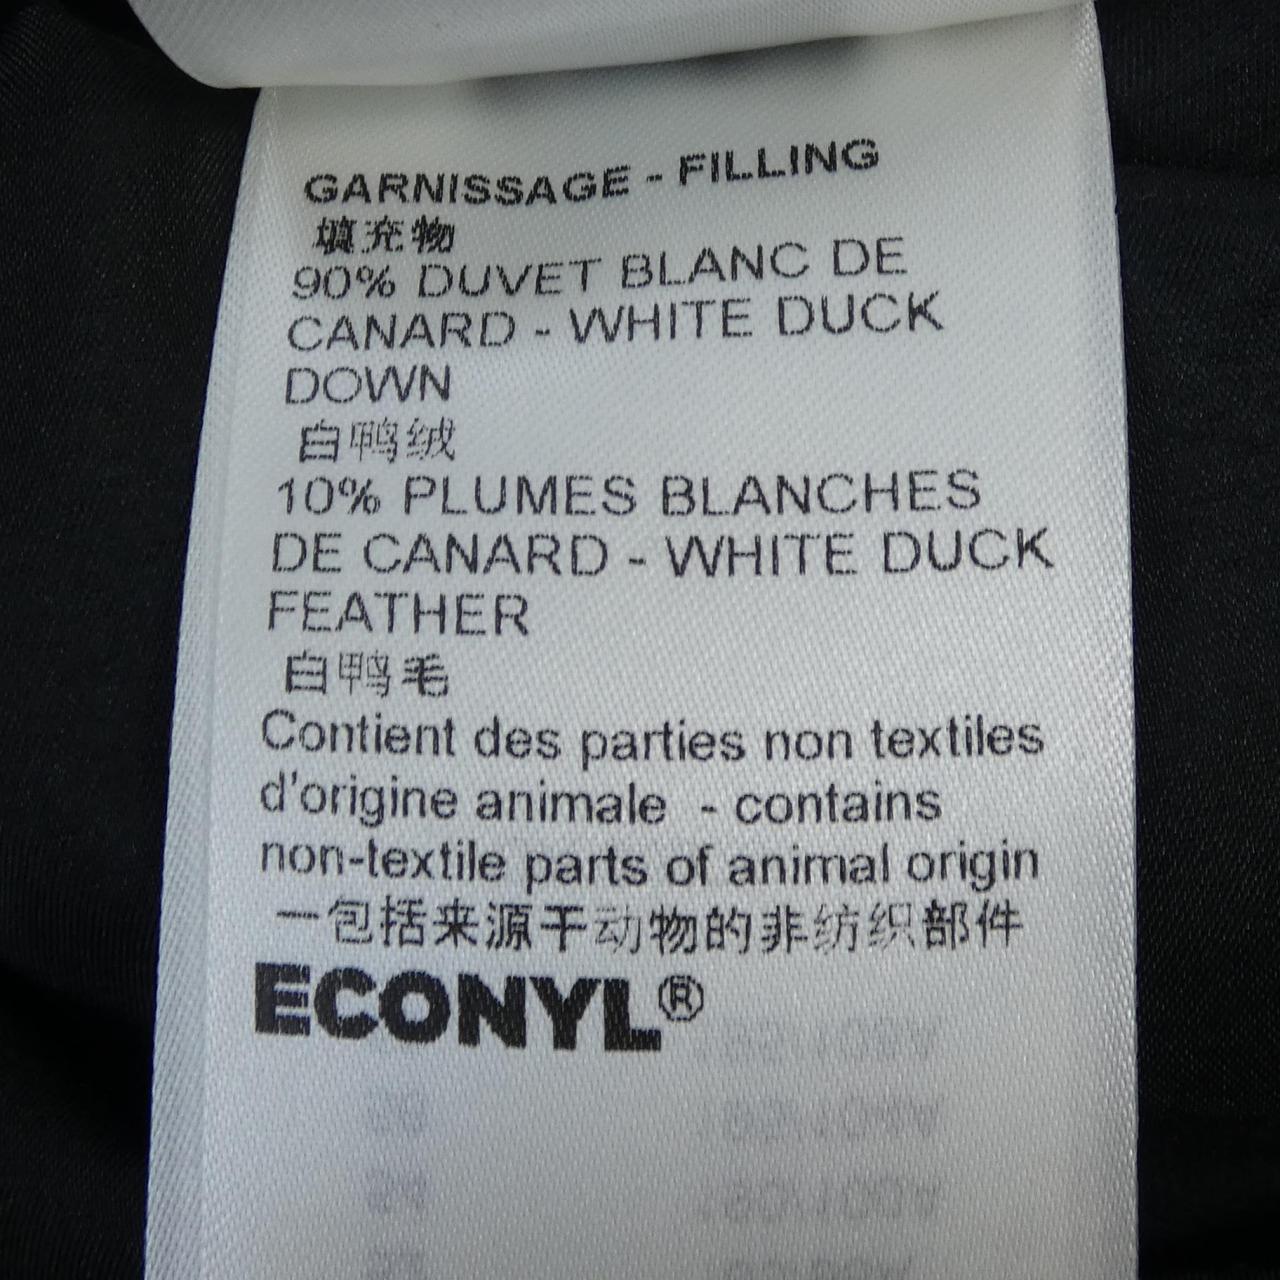 GARNISSAGE - FILLING
填充物
90% DUVET BLANC DE
CANARD - WHITE DUCK
DOWN
白鸭绒
10% PLUMES BLANCHES
DE CANARD - WHITE DUCK
FEATHER
白鸭毛
Contient des parties non textiles
d'origine animale - contains
non-textile parts of animal origin
一包括来源于动物的非纺织部件
ECONYL®